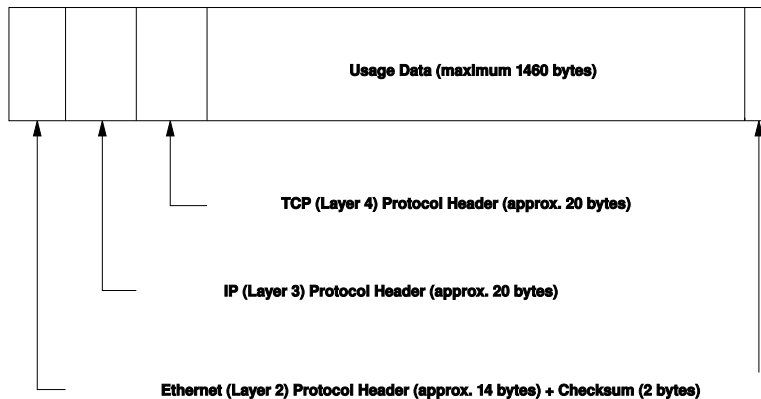 Usage Data (maximum 1460 bytes)
TCP (Layer 4) Protocol Header (approx. 20 bytes)
IP (Layer 3) Protocol Header (approx. 20 bytes)
Ethernet (Layer 2) Protocol Header (approx. 14 bytes) + Checksum (2 bytes)